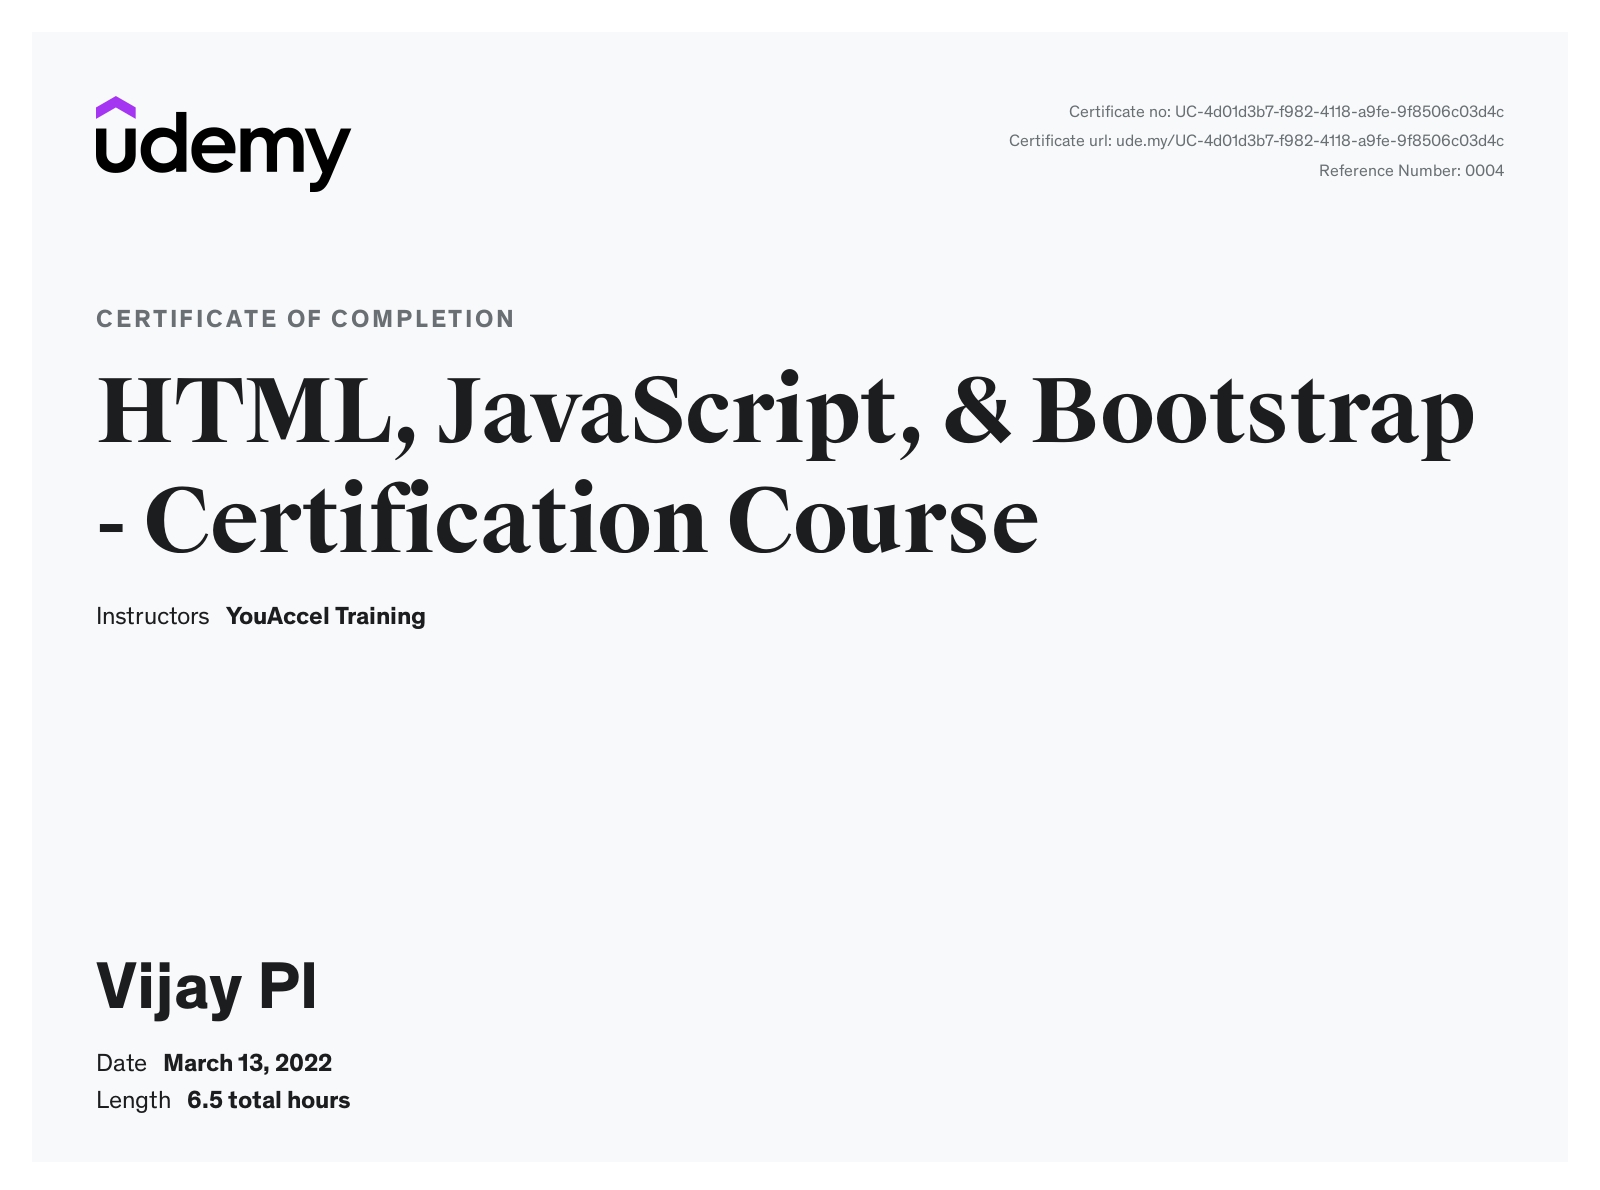 udemy
Certificate no: UC-4d01d3b7-f982-4118-a9fe-9f8506c03d4c
Certificate url: ude.my/UC-4d01d3b7-f982-4118-a9fe-9f8506c03d4c
Reference Number: 0004
CERTIFICATE OF COMPLETION
HTML, JavaScript, & Bootstrap
- Certification Course
Instructors YouAccel Training
Vijay Pl
Date March 13, 2022
Length 6.5 total hours